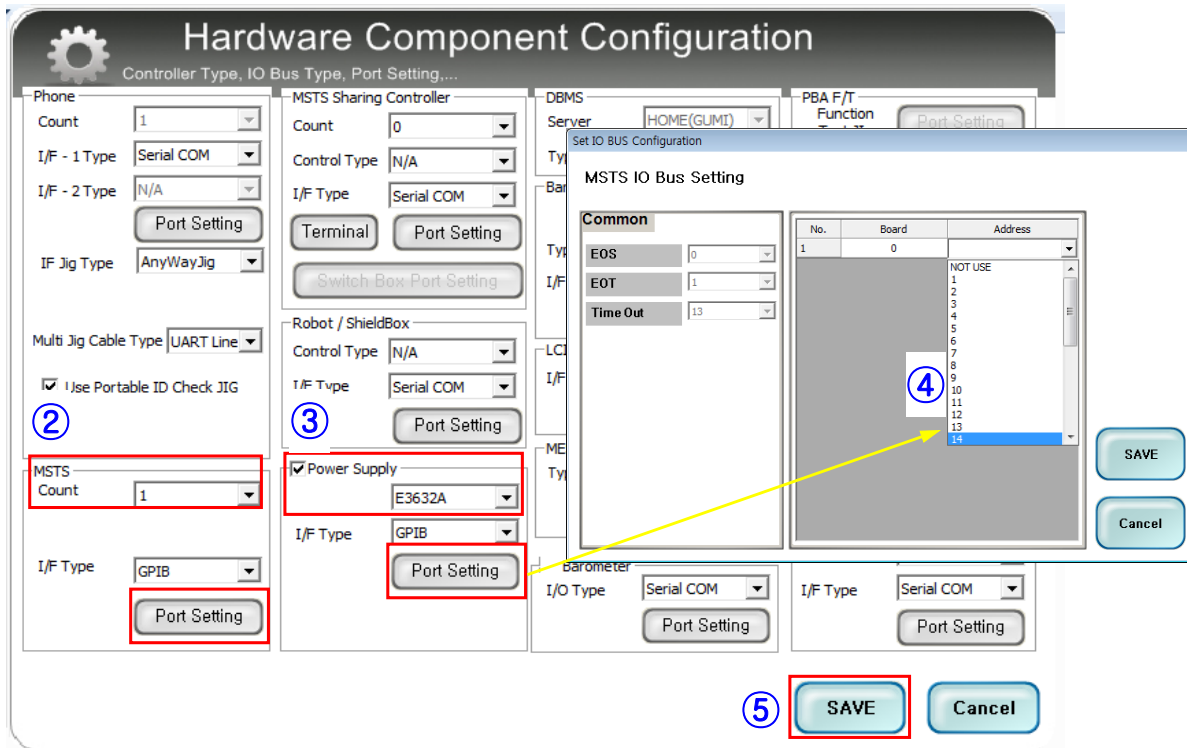 Hardware Component Configuration
Controller Type, IO Bus Type, Port Setting,...
Phone
Count
1
I/F - 1 Type
Serial COM
I/F - 2 Type
N/A
Port Setting
IF Jig Type
AnyWayJig
Multi Jig Cable Type
UART Line
Use Portable ID Check JIG
②
MSTS
Count
1
I/F Type
GPIB
Port Setting
MSTS Sharing Controller
Count
0
Control Type
N/A
I/F Type
Serial COM
Terminal
Port Setting
Switch Box Port Setting
Robot / ShieldBox
Control Type
N/A
I/F Type
Serial COM
③
Port Setting
Power Supply
E3632A
I/F Type
GPIB
Port Setting
DBMS
Server
HOME(GUMI)
Ty
Bar
Typ
I/F
LCI
I/F
ME
Ty
Barometer
I/O Type
Serial COM
Port Setting
PBA F/T
Function
Port Setting
I/F Type
Serial COM
Port Setting
Set IO BUS Configuration
MSTS IO Bus Setting
Common
EOS
0
EOT
1
Time Out
13
No.
Board
Address
1
0
NOT USE
1
2
3
4
5
6
7
8
9
10
11
12
13
14
④
SAVE
Cancel
⑤
SAVE
Cancel